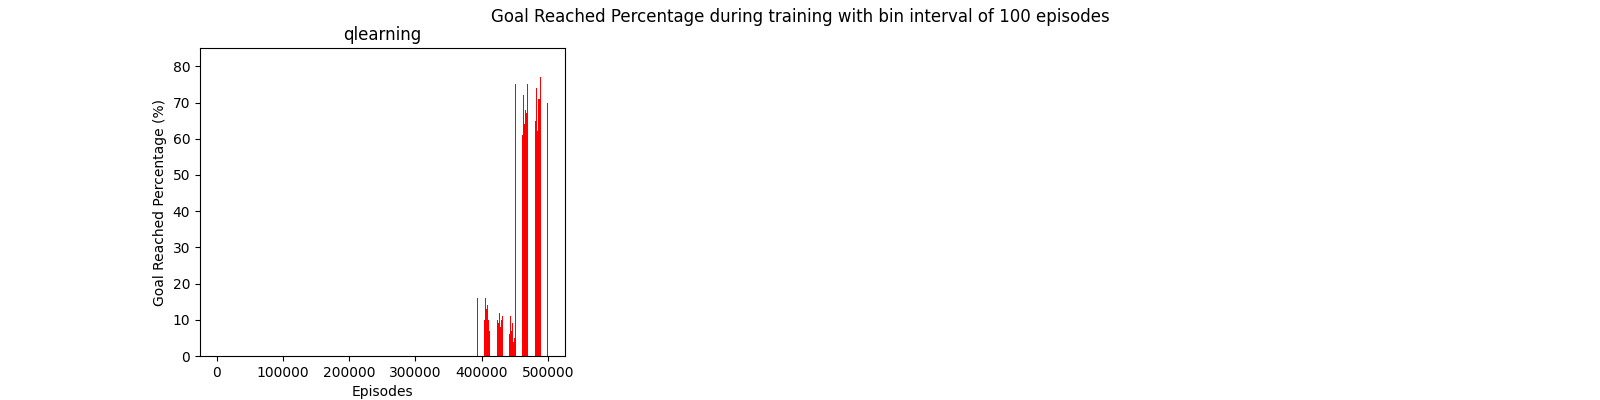 Goal Reached Percentage during training with bin interval of 100 episodes
qlearning
Goal Reached Percentage (%)
80
70
60
50
40
30
20
10
0
0 100000 200000 300000 400000 500000
Episodes